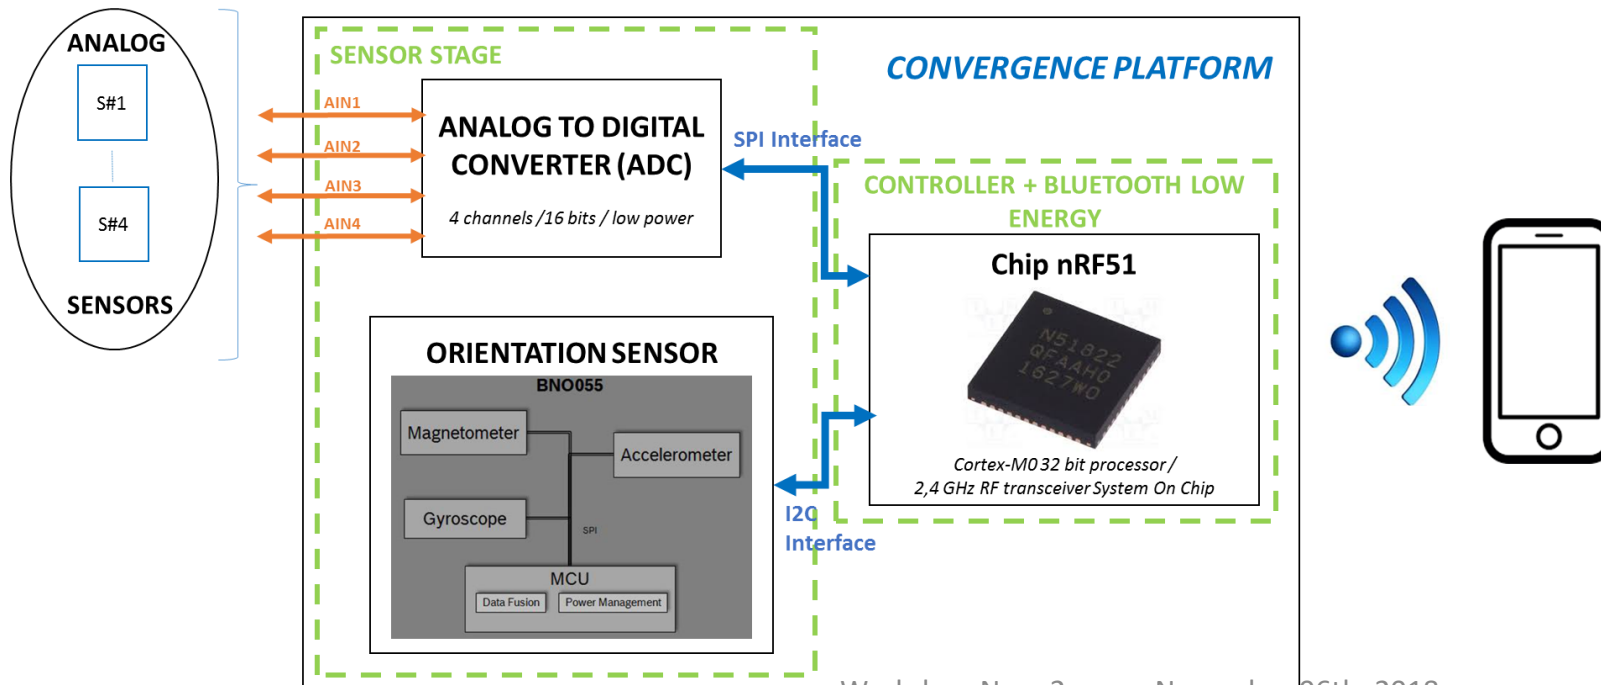 ANALOG
S#1
S#4
SENSORS
SENSOR STAGE
AIN1
AIN2
AIN3
AIN4
ANALOG TO DIGITAL
CONVERTER (ADC)
4 channels /16 bits / low power
CONVERGENCE PLATFORM
SPI Interface
CONTROLLER + BLUETOOTH LOW
ENERGY
Chip nRF51
N51822
QFAAH0
1627WO
Cortex-M0 32 bit processor /
2,4 GHz RF transceiver System On Chip
ORIENTATION SENSOR
BNO055
Magnetometer
Accelerometer
Gyroscope
SPI
MCU
Data Fusion
Power Management
I2C
Interface